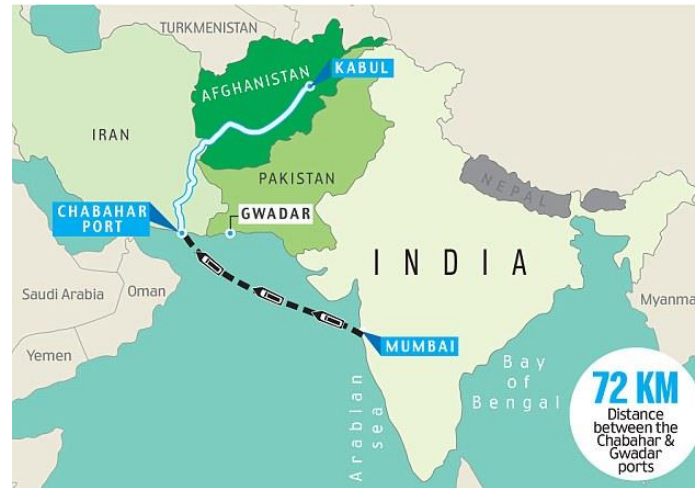 TURKMENISTAN
AFGHANISTAN
KABUL
IRAN
PAKISTAN
CHABAHAR
PORT
GWADAR
NEPAL
INDIA
Saudi Arabia
Oman
Myanma
Yemen
MUMBAI
Arabian
sea
Bay
of
Bengal
72 KM
Distance
between the
Chabahar &
Gwadar
ports